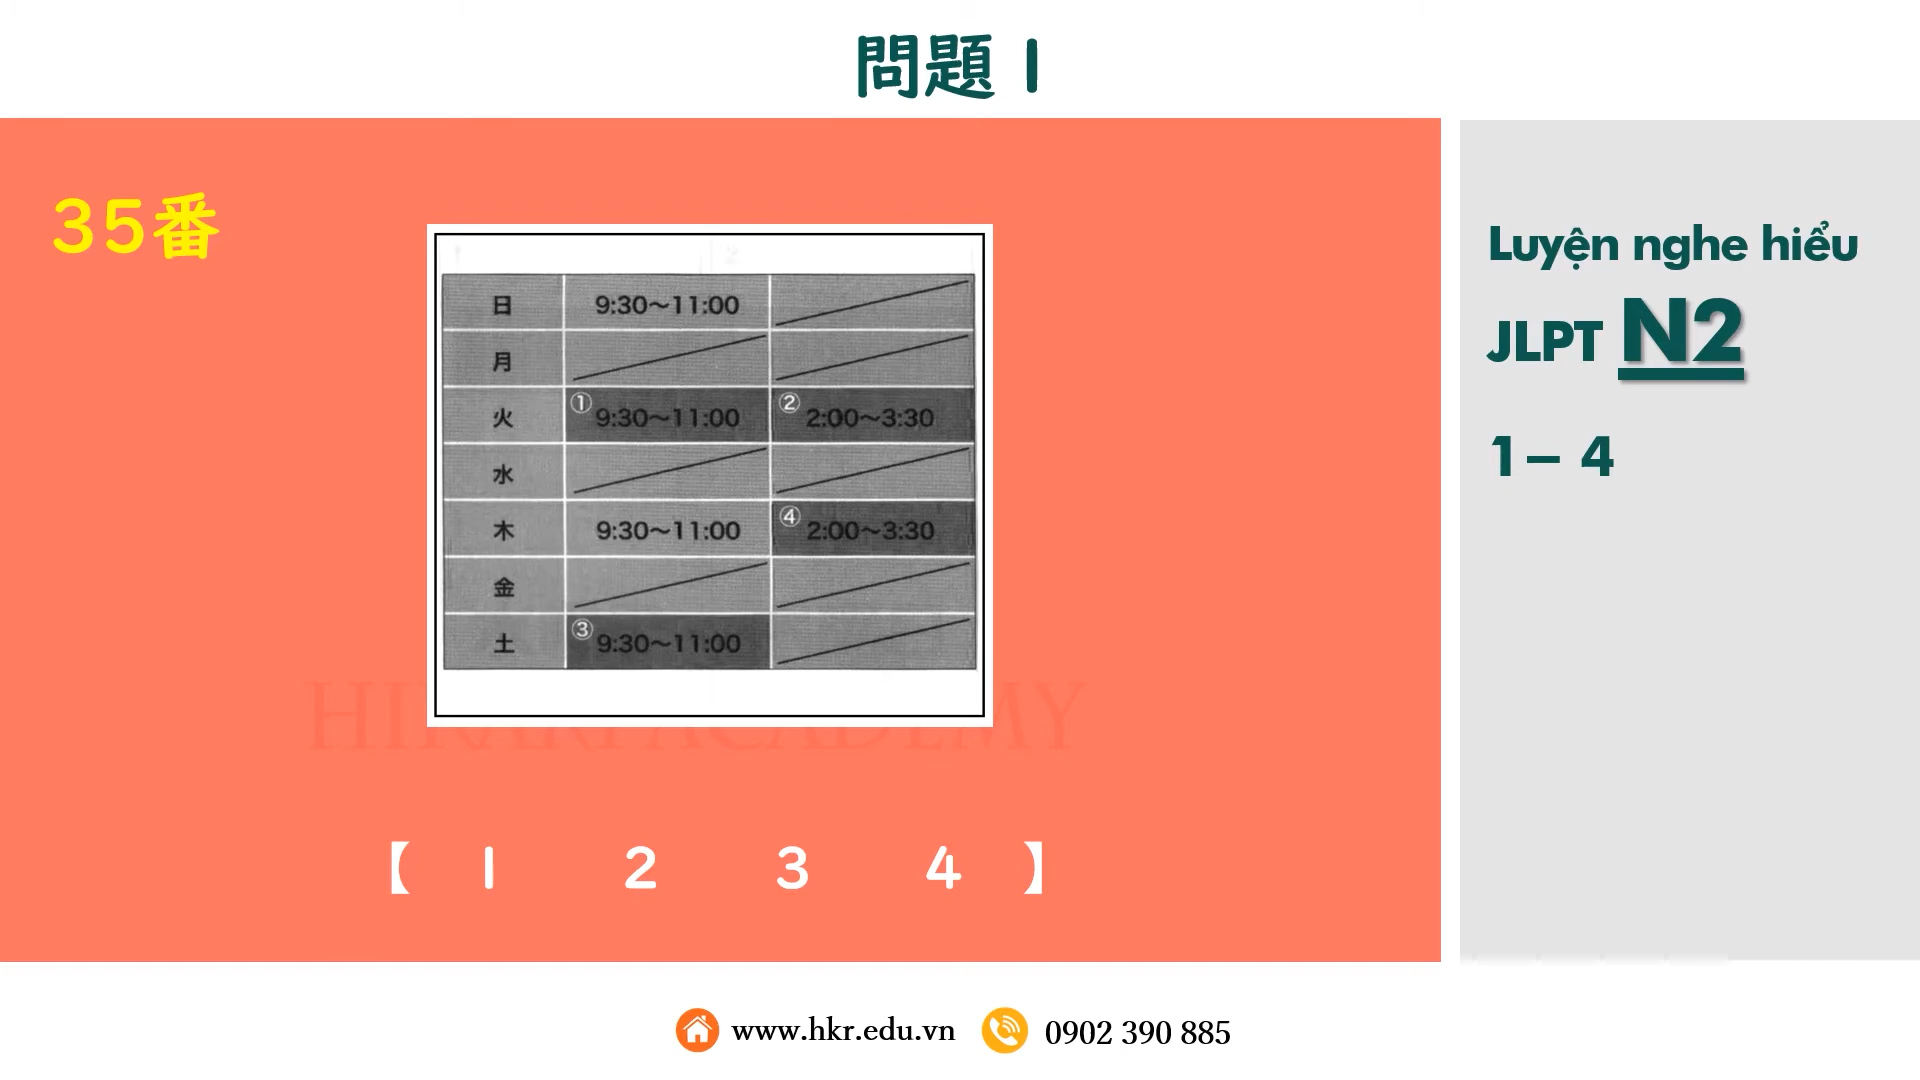 問題 1
35番
日 9:30～11:00
月
火 ① 9:30～11:00 ② 2:00～3:30
水
木 9:30～11:00 ④ 2:00～3:30
金
土 ③ 9:30～11:00
HIKARI ACADEMY
【 1 2 3 4 】
Luyện nghe hiểu
JLPT N2
1 – 4
www.hkr.edu.vn 0902 390 885